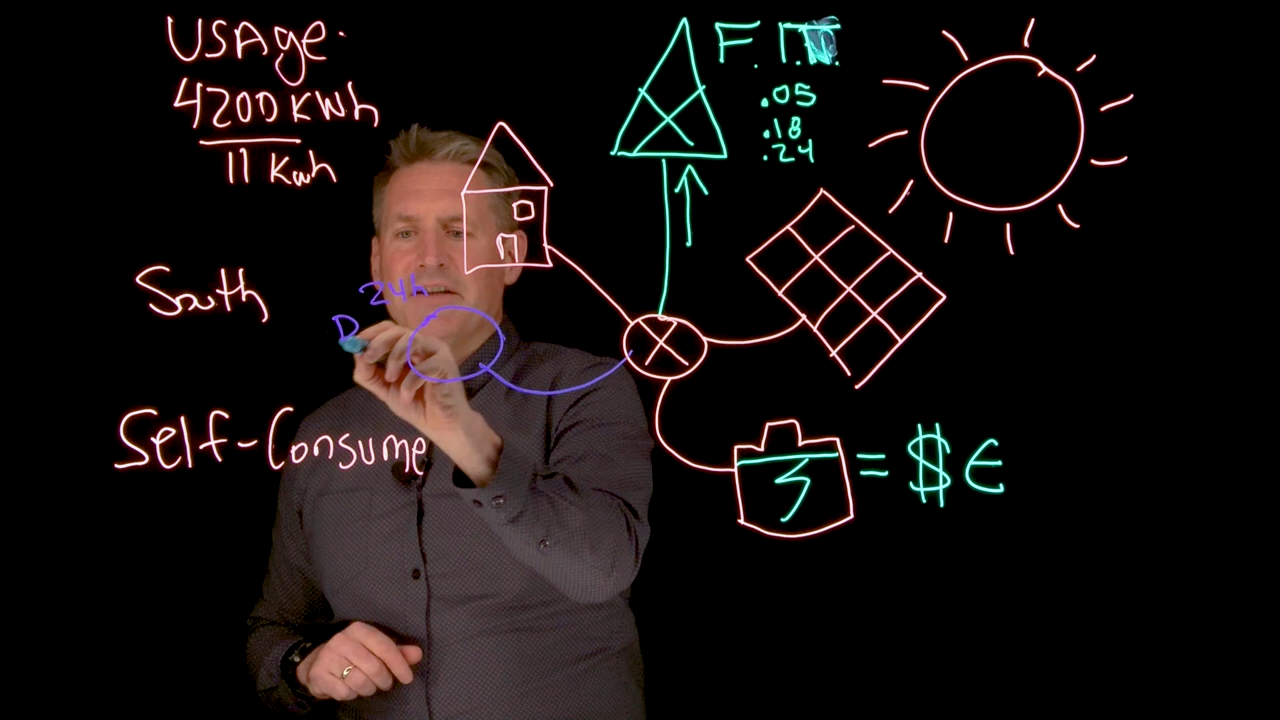 USAge.
4200 KWh
11 Kwh
F.I.T.
.05
.18
.24
South
24h
D
Self-Consume
= $ €